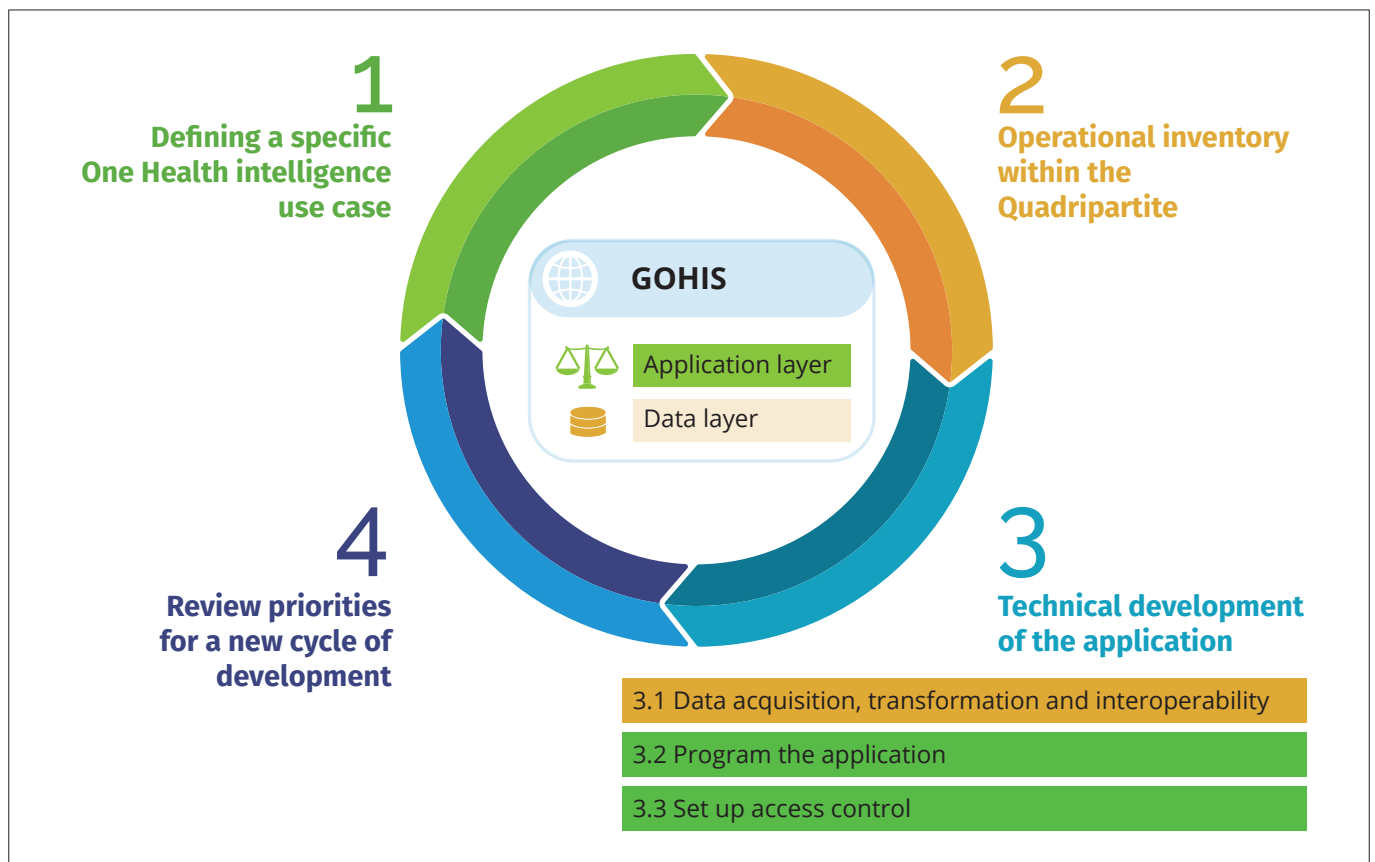 1
Defining a specific
One Health intelligence
use case
2
Operational inventory
within the
Quadripartite
GOHIS
Application layer
Data layer
3
Technical development
of the application
3.1 Data acquisition, transformation and interoperability
3.2 Program the application
3.3 Set up access control
4
Review priorities
for a new cycle of
development